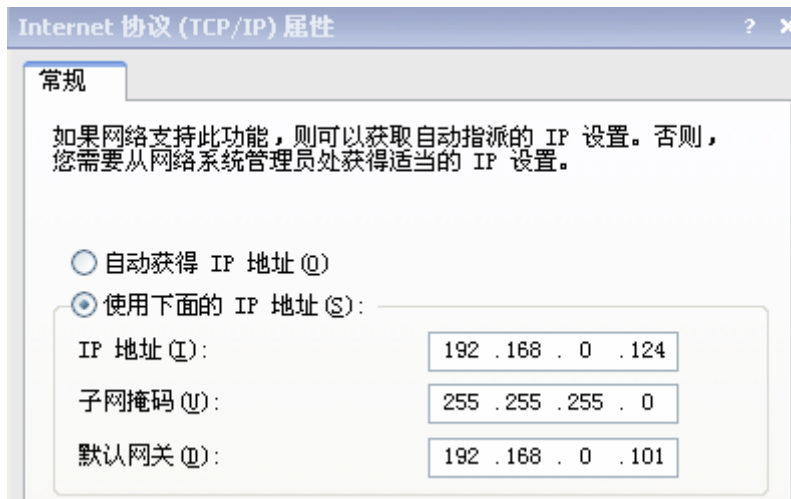 Internet 协议 (TCP/IP) 属性 ? ×
常规
如果网络支持此功能，则可以获取自动指派的 IP 设置。否则，
您需要从网络系统管理员处获得适当的 IP 设置。
自动获得 IP 地址(O)
使用下面的 IP 地址(S):
IP 地址(I): 192 .168 . 0 .124
子网掩码(U): 255 .255 .255 . 0
默认网关(D): 192 .168 . 0 .101